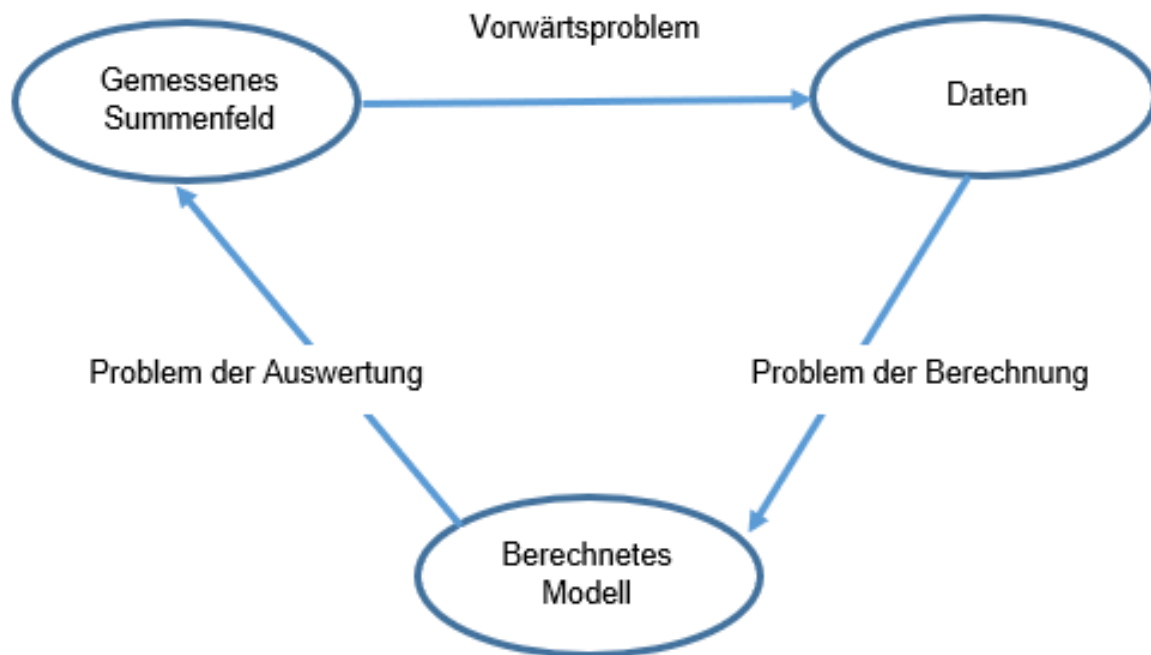 Vorwärtsproblem
Gemessenes
Summenfeld
Daten
Problem der Auswertung
Problem der Berechnung
Berechnetes
Modell